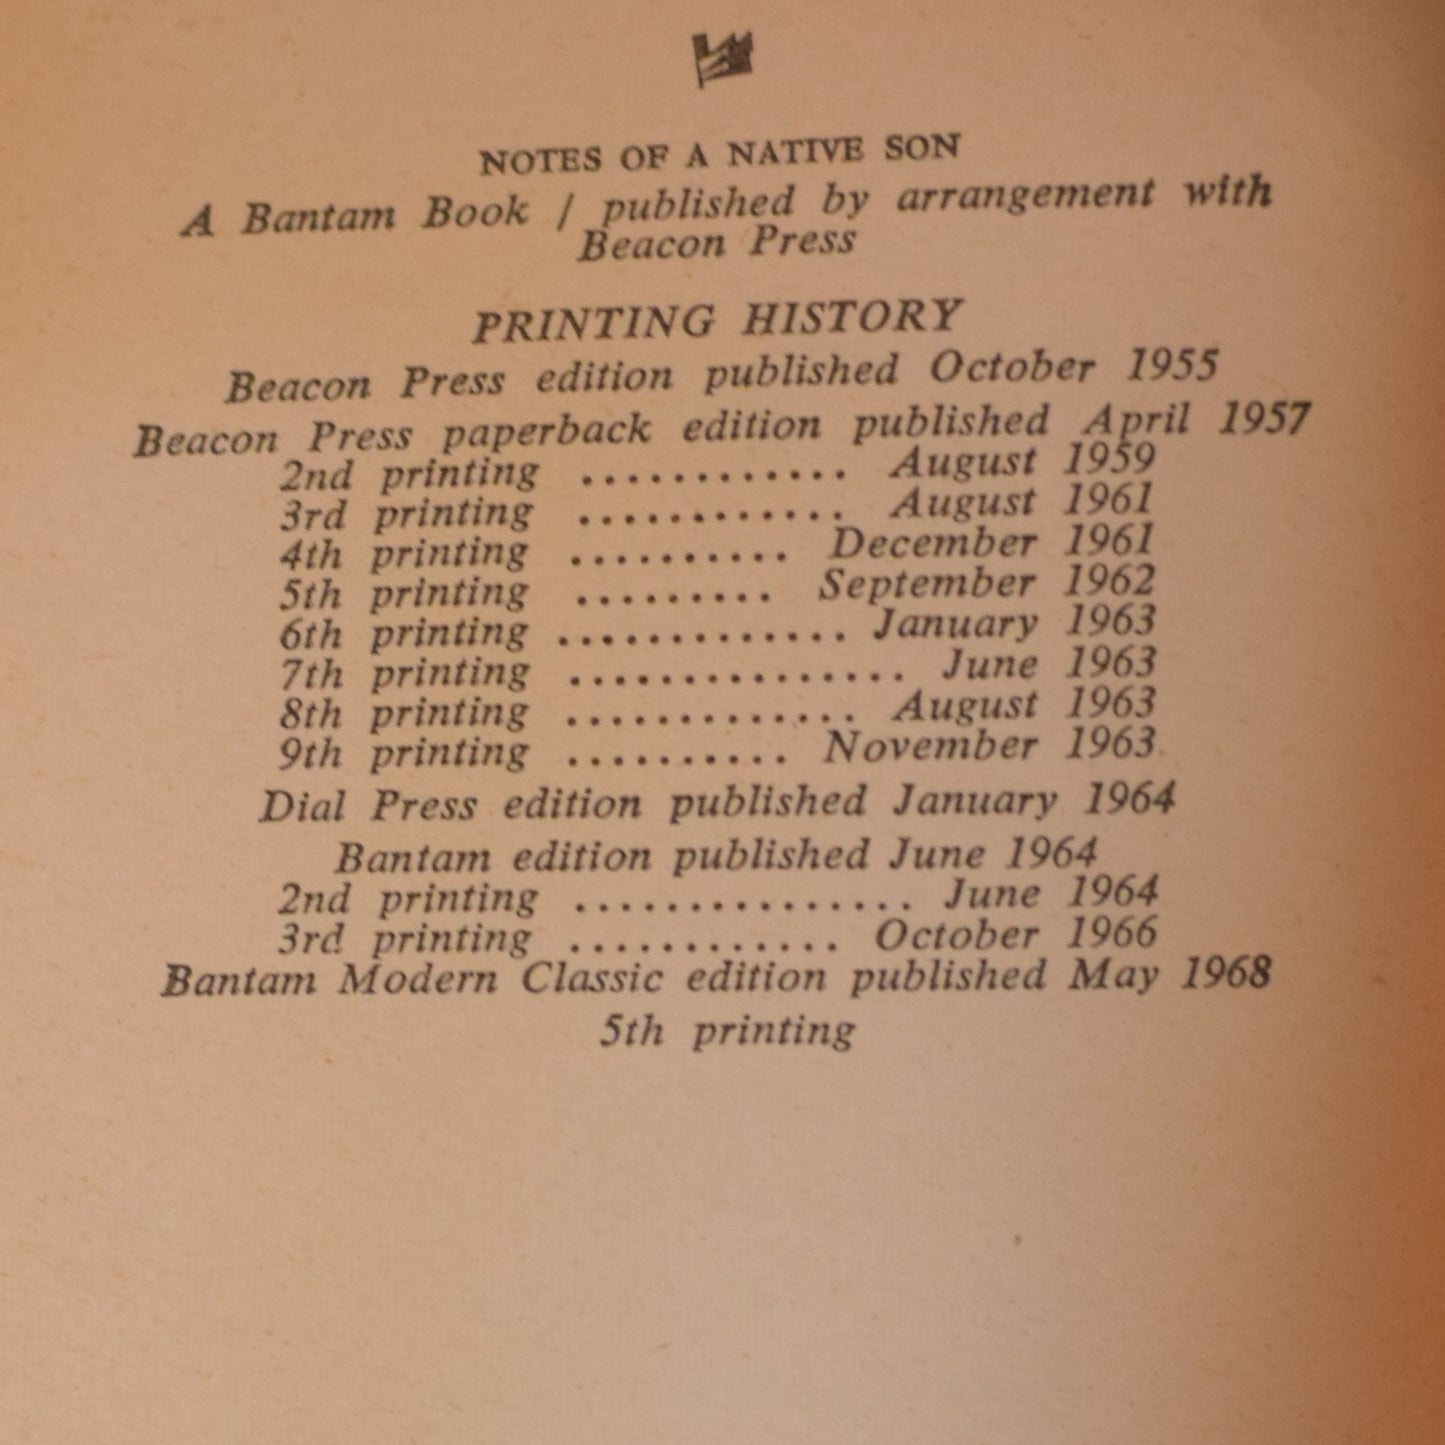 NOTES OF A NATIVE SON
A Bantam Book / published by arrangement with
Beacon Press
PRINTING HISTORY
Beacon Press edition published October 1955
Beacon Press paperback edition published April 1957
2nd printing ............ August 1959
3rd printing ............ August 1961
4th printing .......... December 1961
5th printing ......... September 1962
6th printing ............. January 1963
7th printing ............... June 1963
8th printing ............. August 1963
9th printing .......... November 1963
Dial Press edition published January 1964
Bantam edition published June 1964
2nd printing ............... June 1964
3rd printing ............ October 1966
Bantam Modern Classic edition published May 1968
5th printing